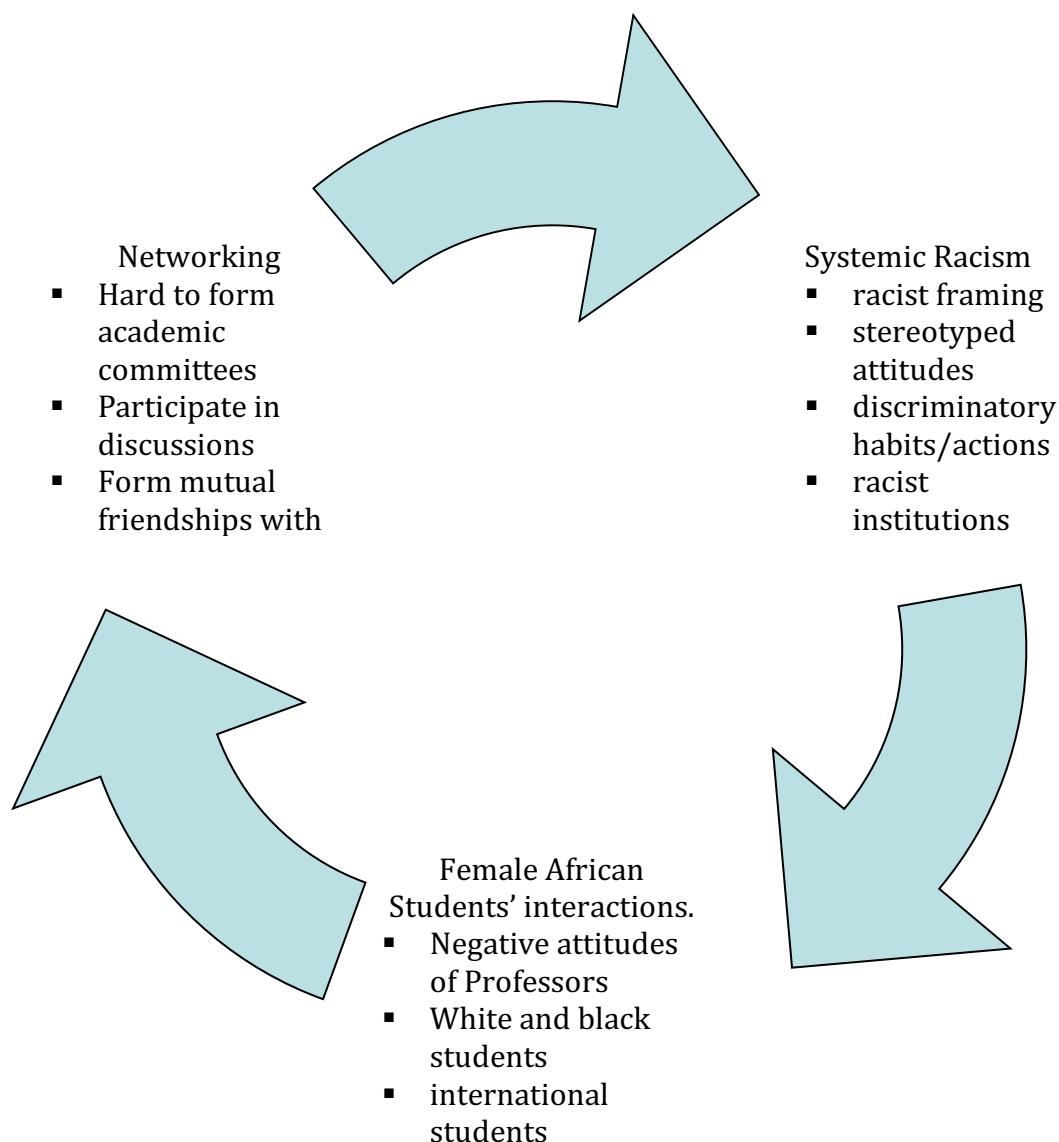 Networking
▪ Hard to form
academic
committees
▪ Participate in
discussions
▪ Form mutual
friendships with
Systemic Racism
▪ racist framing
▪ stereotyped
attitudes
▪ discriminatory
habits/actions
▪ racist
institutions
Female African
Students’ interactions.
▪ Negative attitudes
of Professors
▪ White and black
students
▪ international
students